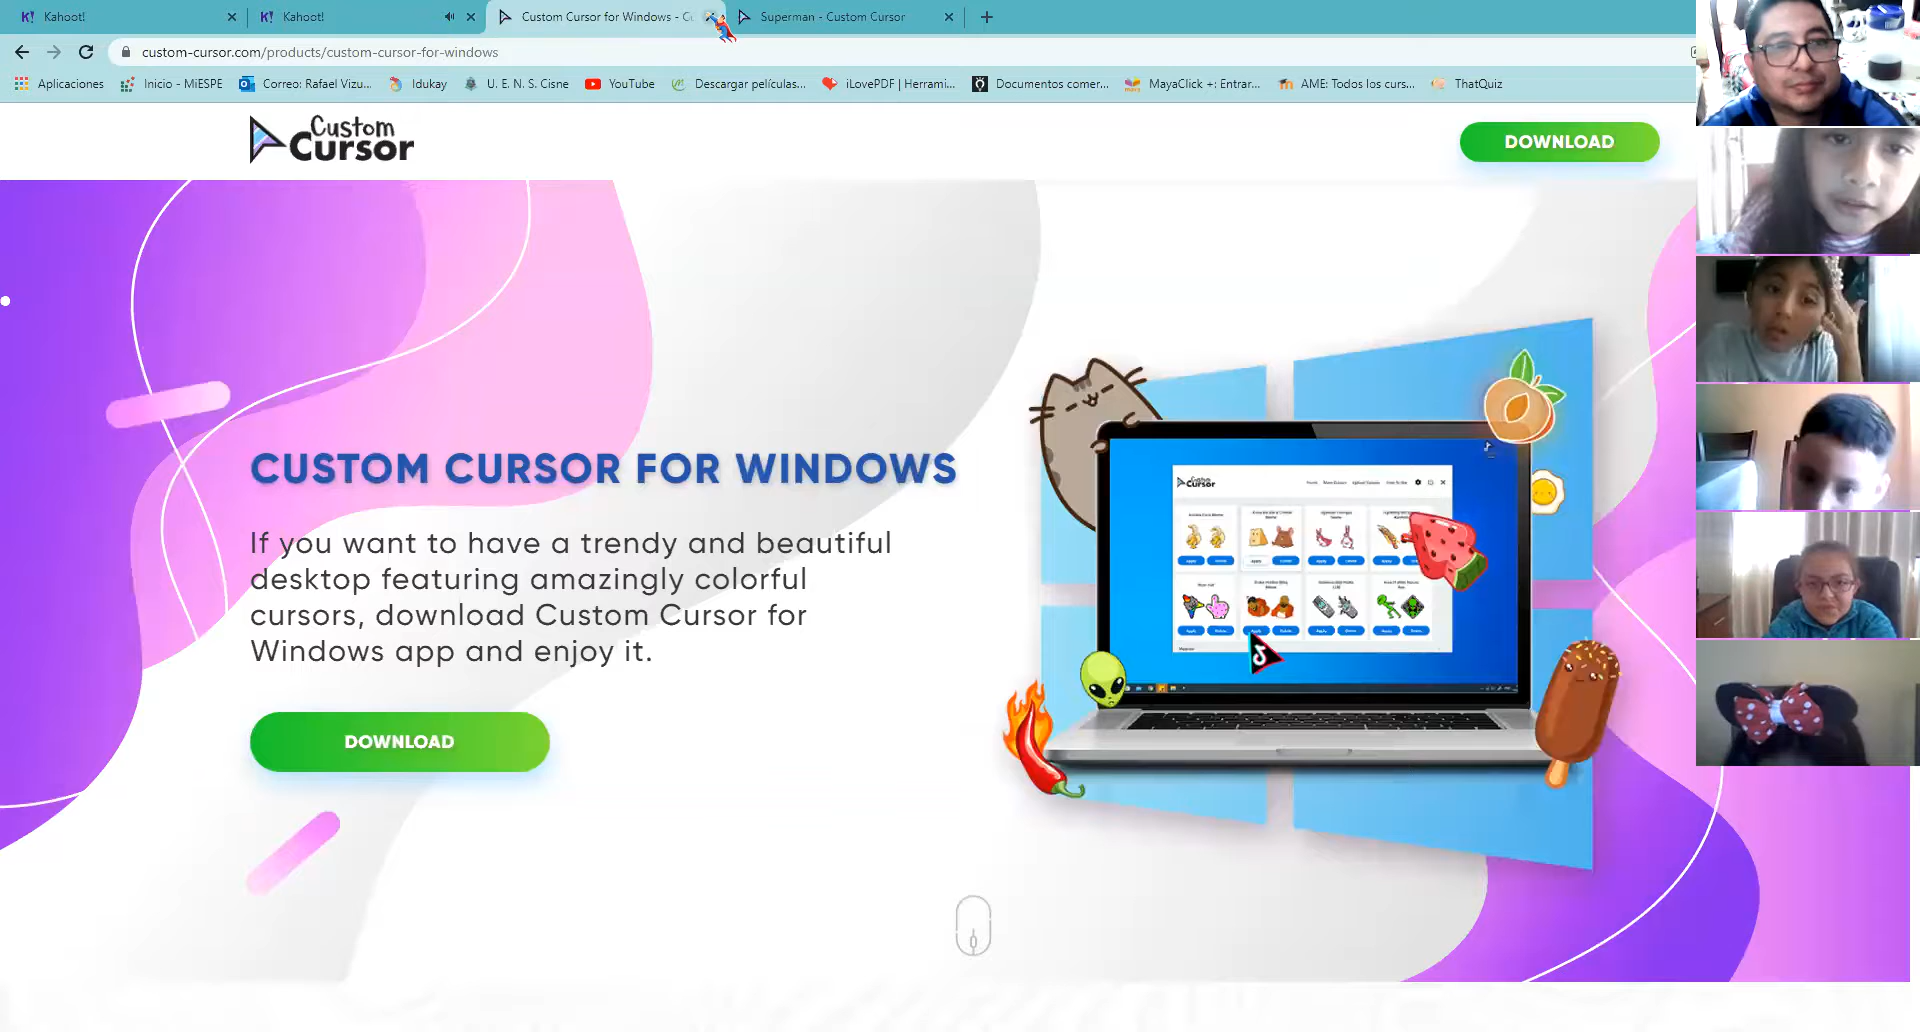 Kahoot!
Kahoot!
Custom Cursor for Windows - Cu
Superman - Custom Cursor
custom-cursor.com/products/custom-cursor-for-windows
Aplicaciones
Inicio - MiESPE
Correo: Rafael Vizu...
Idukay
U. E. N. S. Cisne
YouTube
Descargar películas...
iLovePDF | Herrami...
Documentos comer...
MayaClick +: Entrar...
AME: Todos los curs...
ThatQuiz
Custom
Cursor
DOWNLOAD
CUSTOM CURSOR FOR WINDOWS
If you want to have a trendy and beautiful
desktop featuring amazingly colorful
cursors, download Custom Cursor for
Windows app and enjoy it.
DOWNLOAD
Custom
Cursor